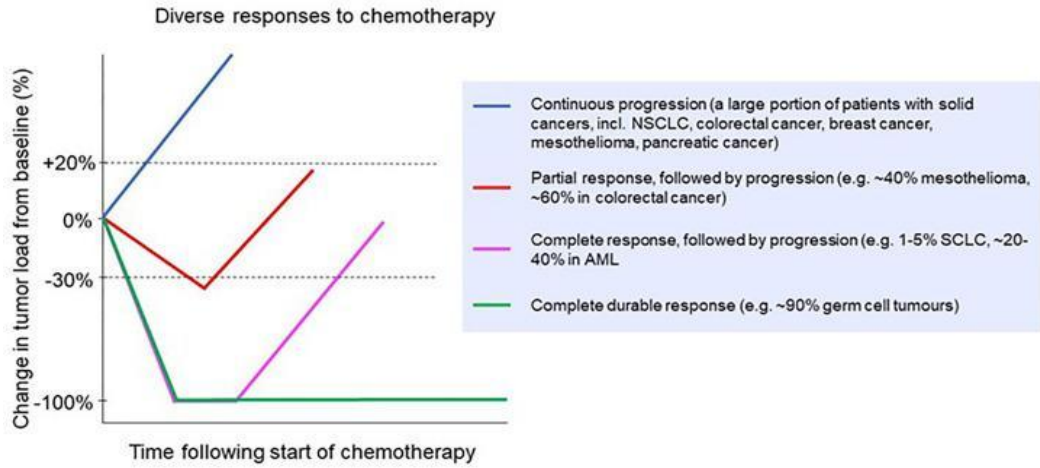 Diverse responses to chemotherapy
Change in tumor load from baseline (%)
+20%
0%
-30%
-100%
Time following start of chemotherapy
Continuous progression (a large portion of patients with solid
cancers, incl. NSCLC, colorectal cancer, breast cancer,
mesothelioma, pancreatic cancer)
Partial response, followed by progression (e.g. ~40% mesothelioma,
~60% in colorectal cancer)
Complete response, followed by progression (e.g. 1-5% SCLC, ~20-
40% in AML
Complete durable response (e.g. ~90% germ cell tumours)